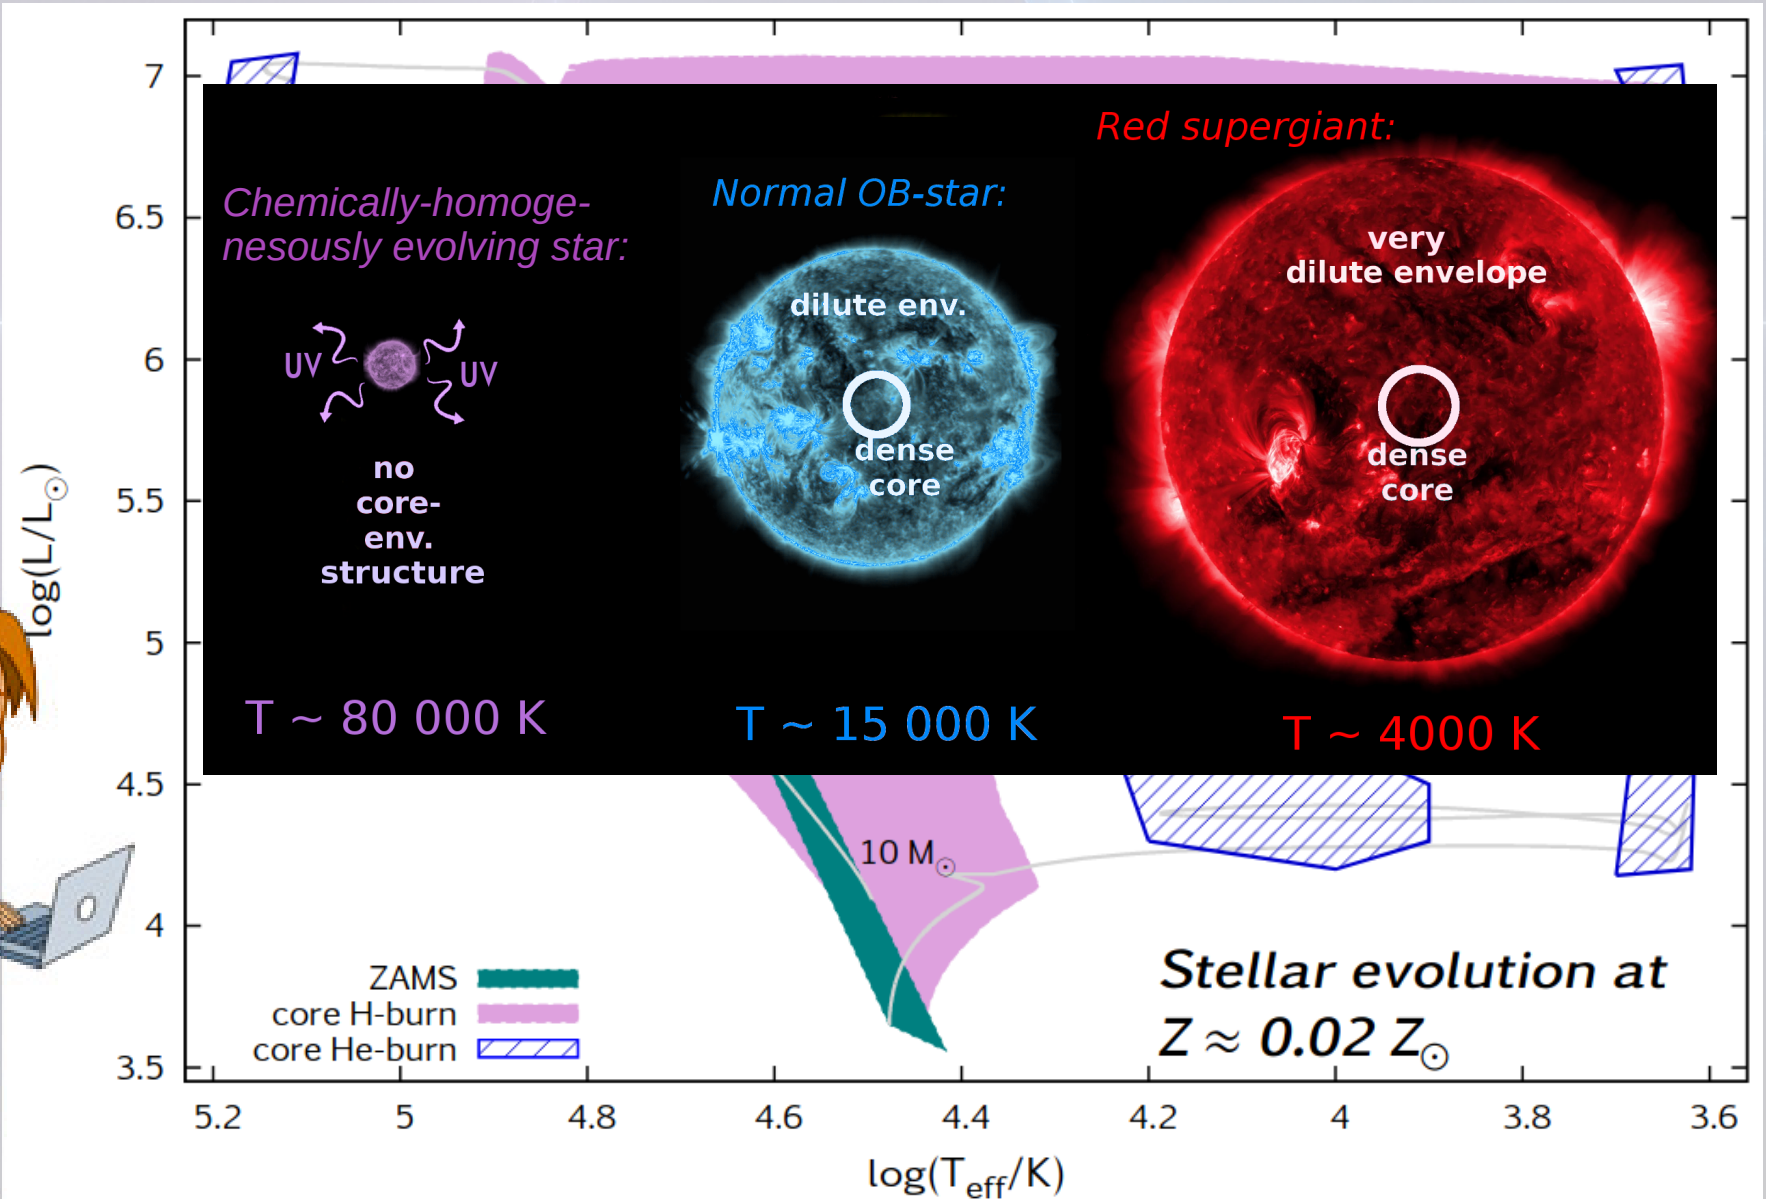 Red supergiant:
Chemically-homoge-
nesously evolving star:
Normal OB-star:
very
dilute envelope
dilute env.
UV
UV
dense
core
dense
core
no
core-
env.
structure
T ~ 80 000 K
T ~ 15 000 K
T ~ 4000 K
7
6.5
6
5.5
5
4.5
4
3.5
log(L/L☉)
10 M☉
ZAMS
core H-burn
core He-burn
Stellar evolution at
Z ≈ 0.02 Z☉
5.2
5
4.8
4.6
4.4
4.2
4
3.8
3.6
log(Teff/K)